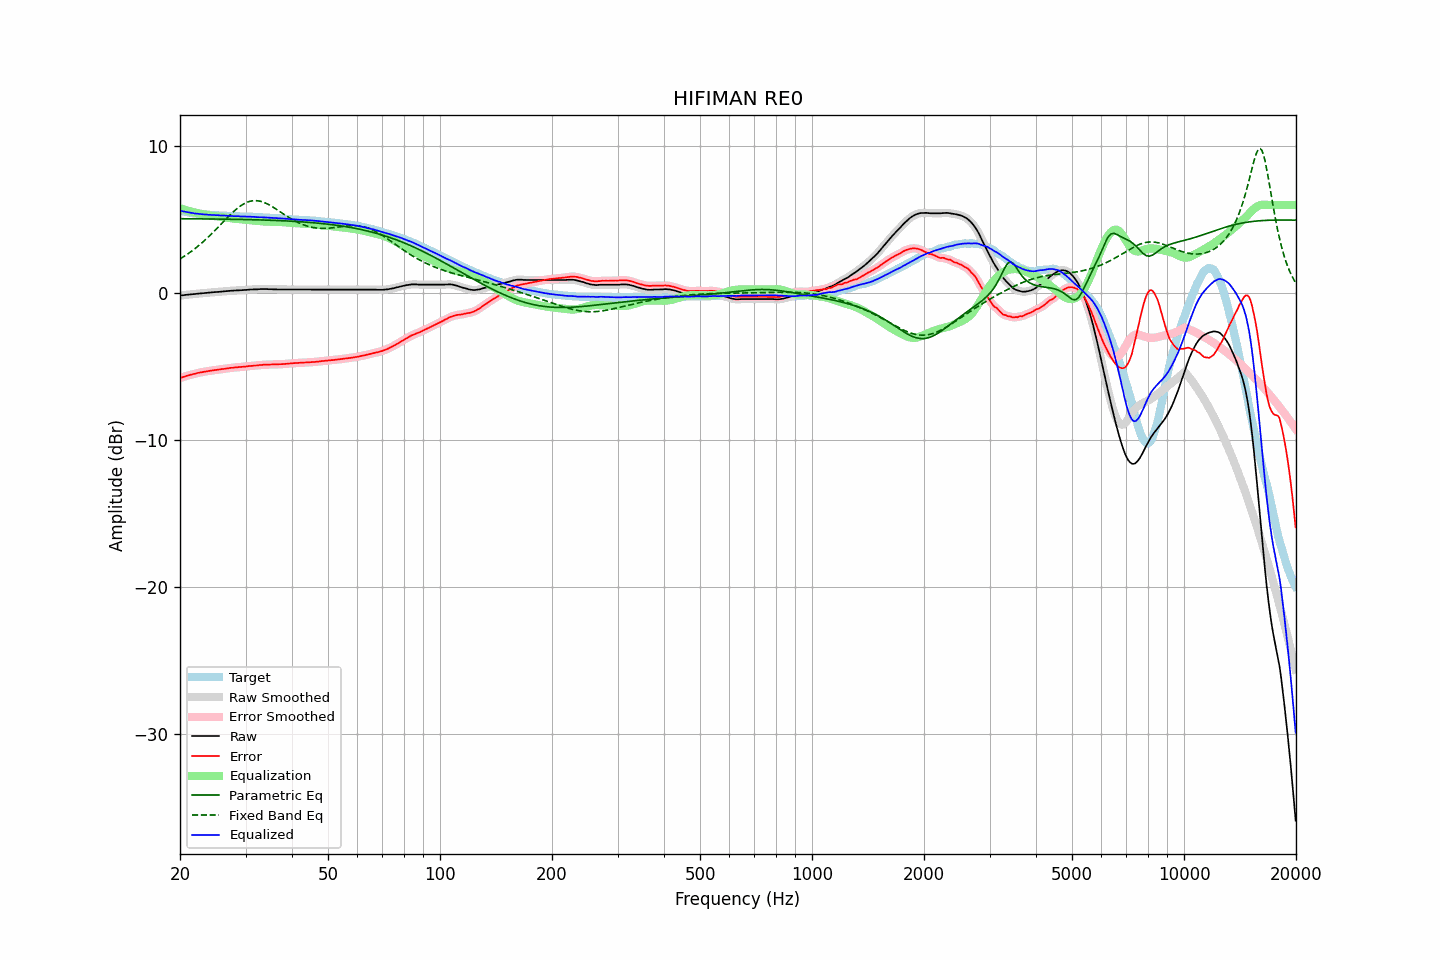 HIFIMAN RE0
10
0
−10
−20
−30
Amplitude (dBr)
20
50
100
200
500
1000
2000
5000
10000
20000
Frequency (Hz)
Target
Raw Smoothed
Error Smoothed
Raw
Error
Equalization
Parametric Eq
Fixed Band Eq
Equalized